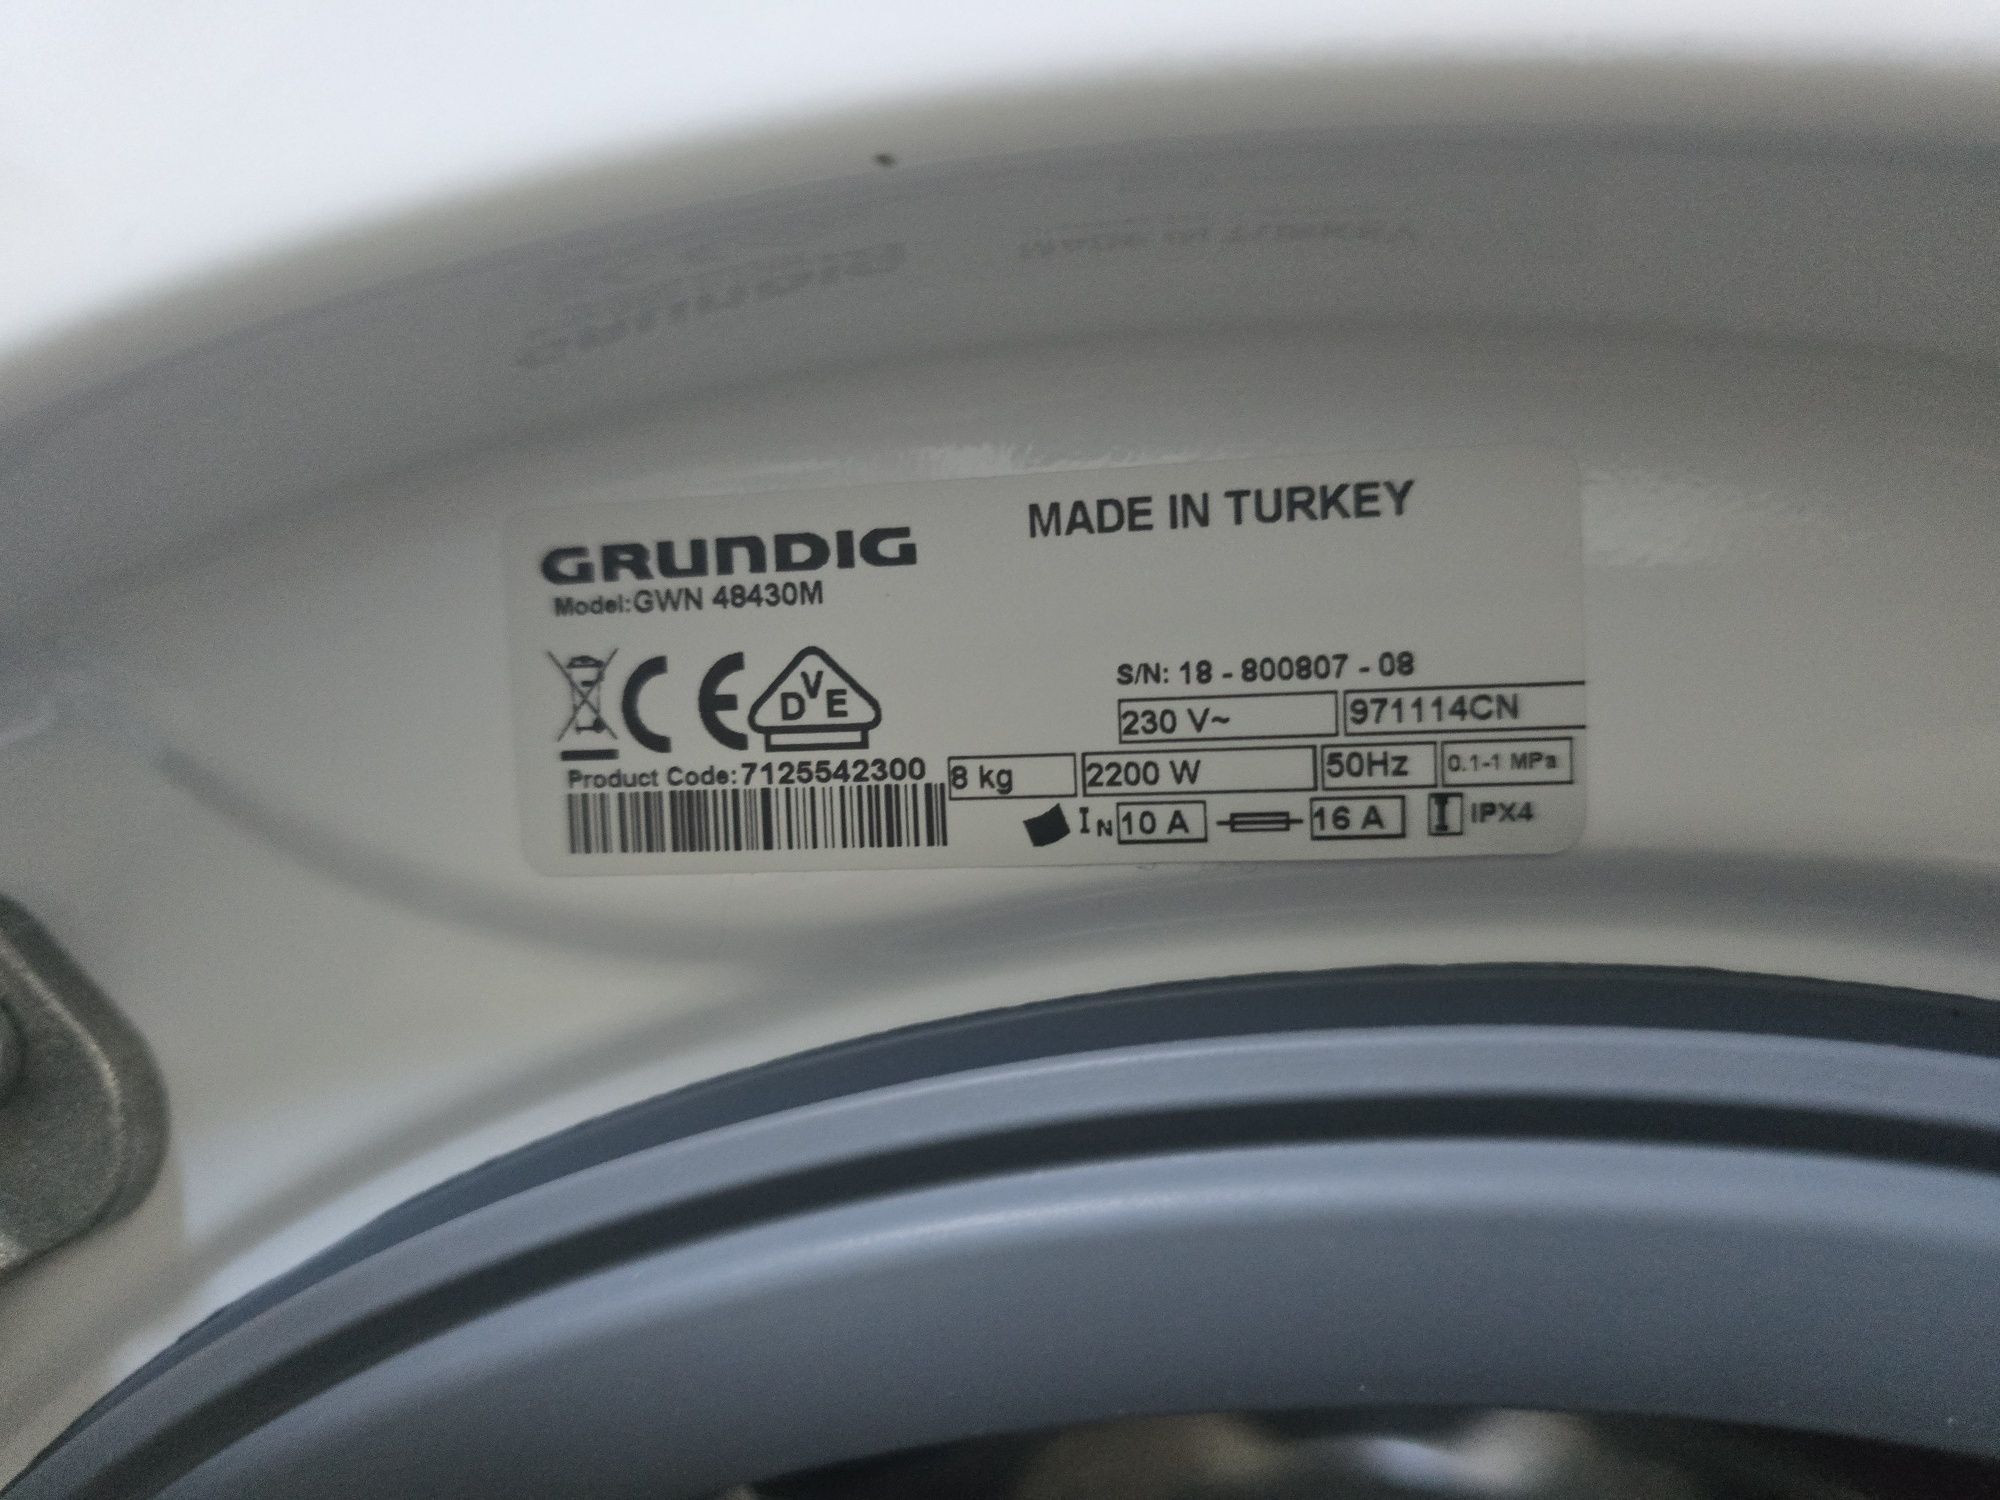 GRUNDIG
MADE IN TURKEY
Model:GWN 48430M
DVE
S/N: 18 - 800807 - 08
230 V~ 971114CN
Product Code:7125542300 8 kg 2200 W 50Hz 0.1-1 MPa
IN 10 A 16 A I IPX4